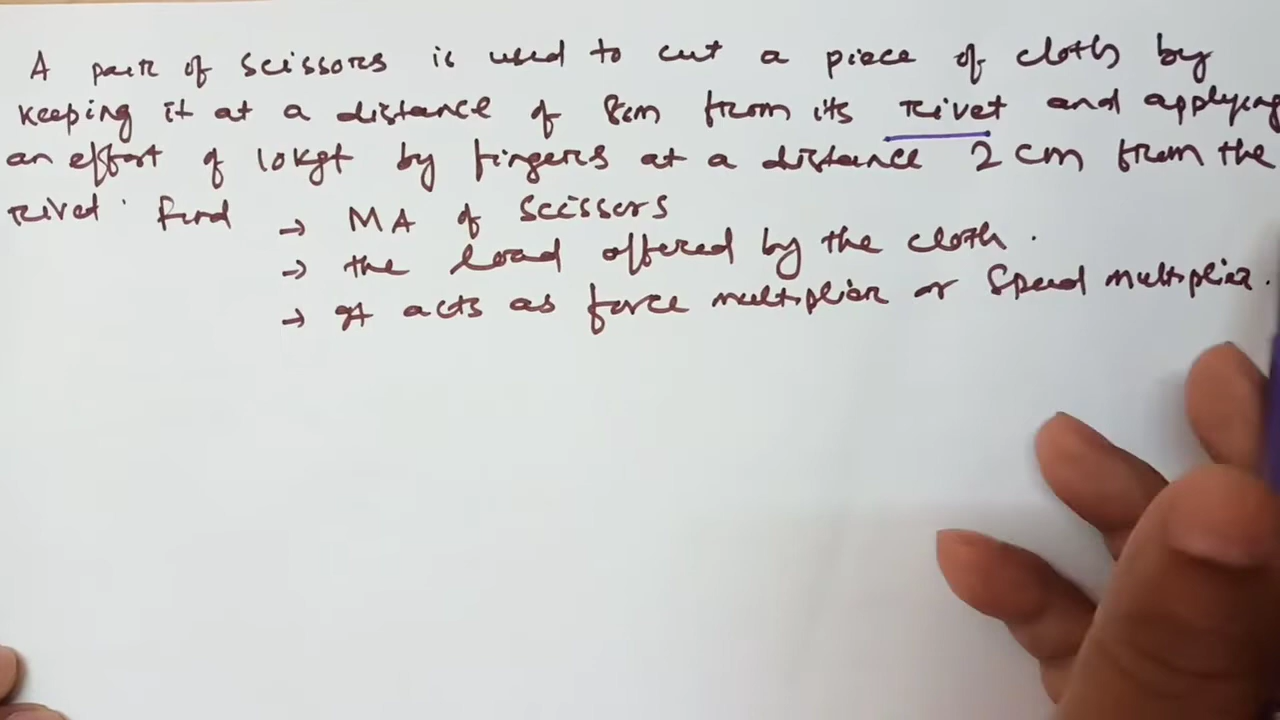 A pair of scissors is used to cut a piece of cloth by
keeping it at a distance of 8cm from its rivet and applying
an effort of 10kgf by fingers at a distance 2 cm from the
rivet. Find → MA of scissors
→ the load offered by the cloth.
→ It acts as force multiplier or speed multiplier.